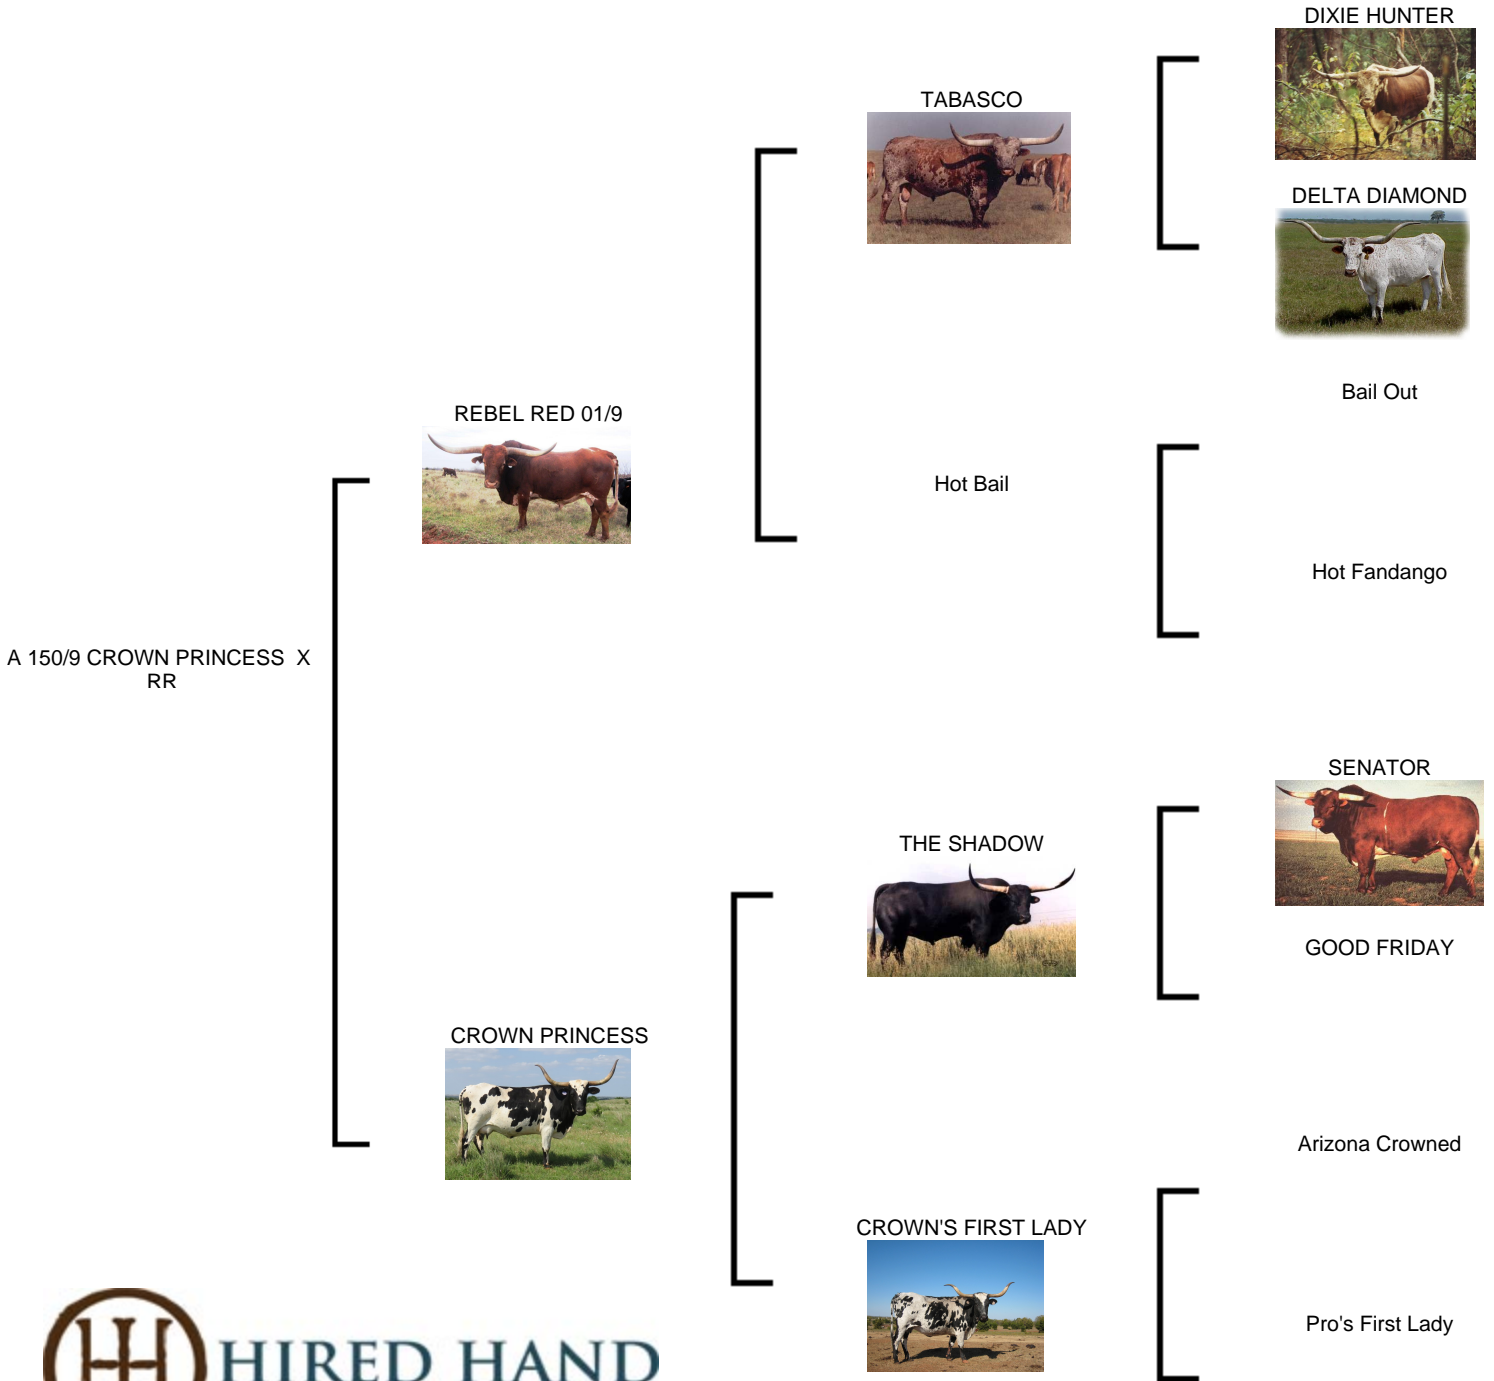 DIXIE HUNTER
TABASCO
DELTA DIAMOND
Bail Out
REBEL RED 01/9
Hot Bail
Hot Fandango
A 150/9 CROWN PRINCESS  X
RR
SENATOR
THE SHADOW
GOOD FRIDAY
CROWN PRINCESS
Arizona Crowned
CROWN'S FIRST LADY
Pro's First Lady
HIRED HAND